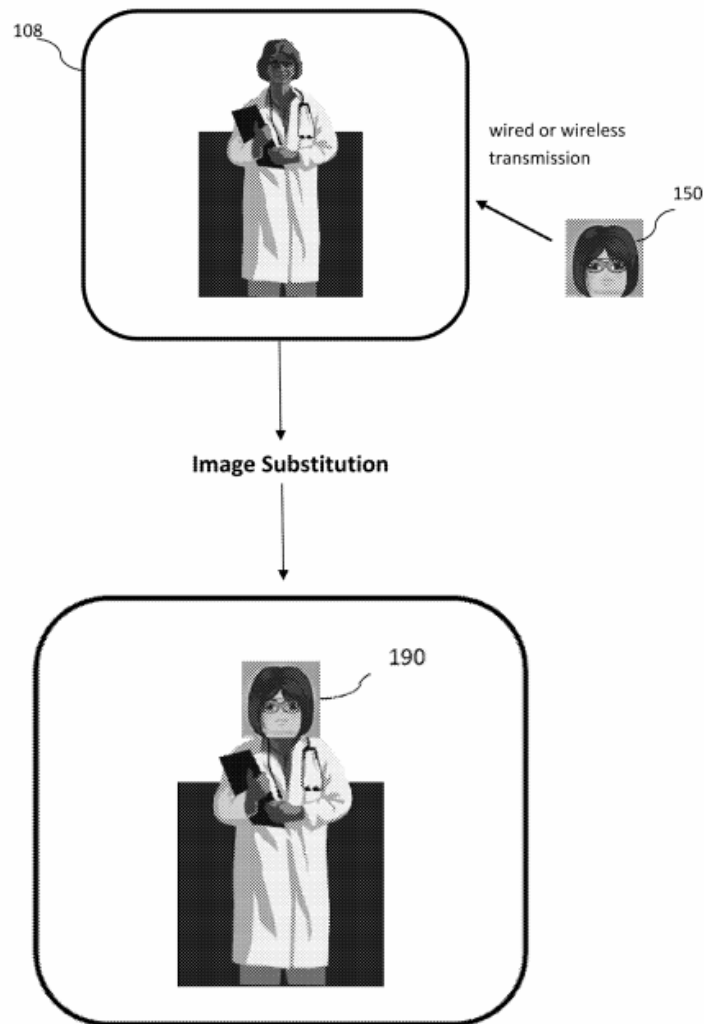 108
wired or wireless
transmission
150
Image Substitution
190